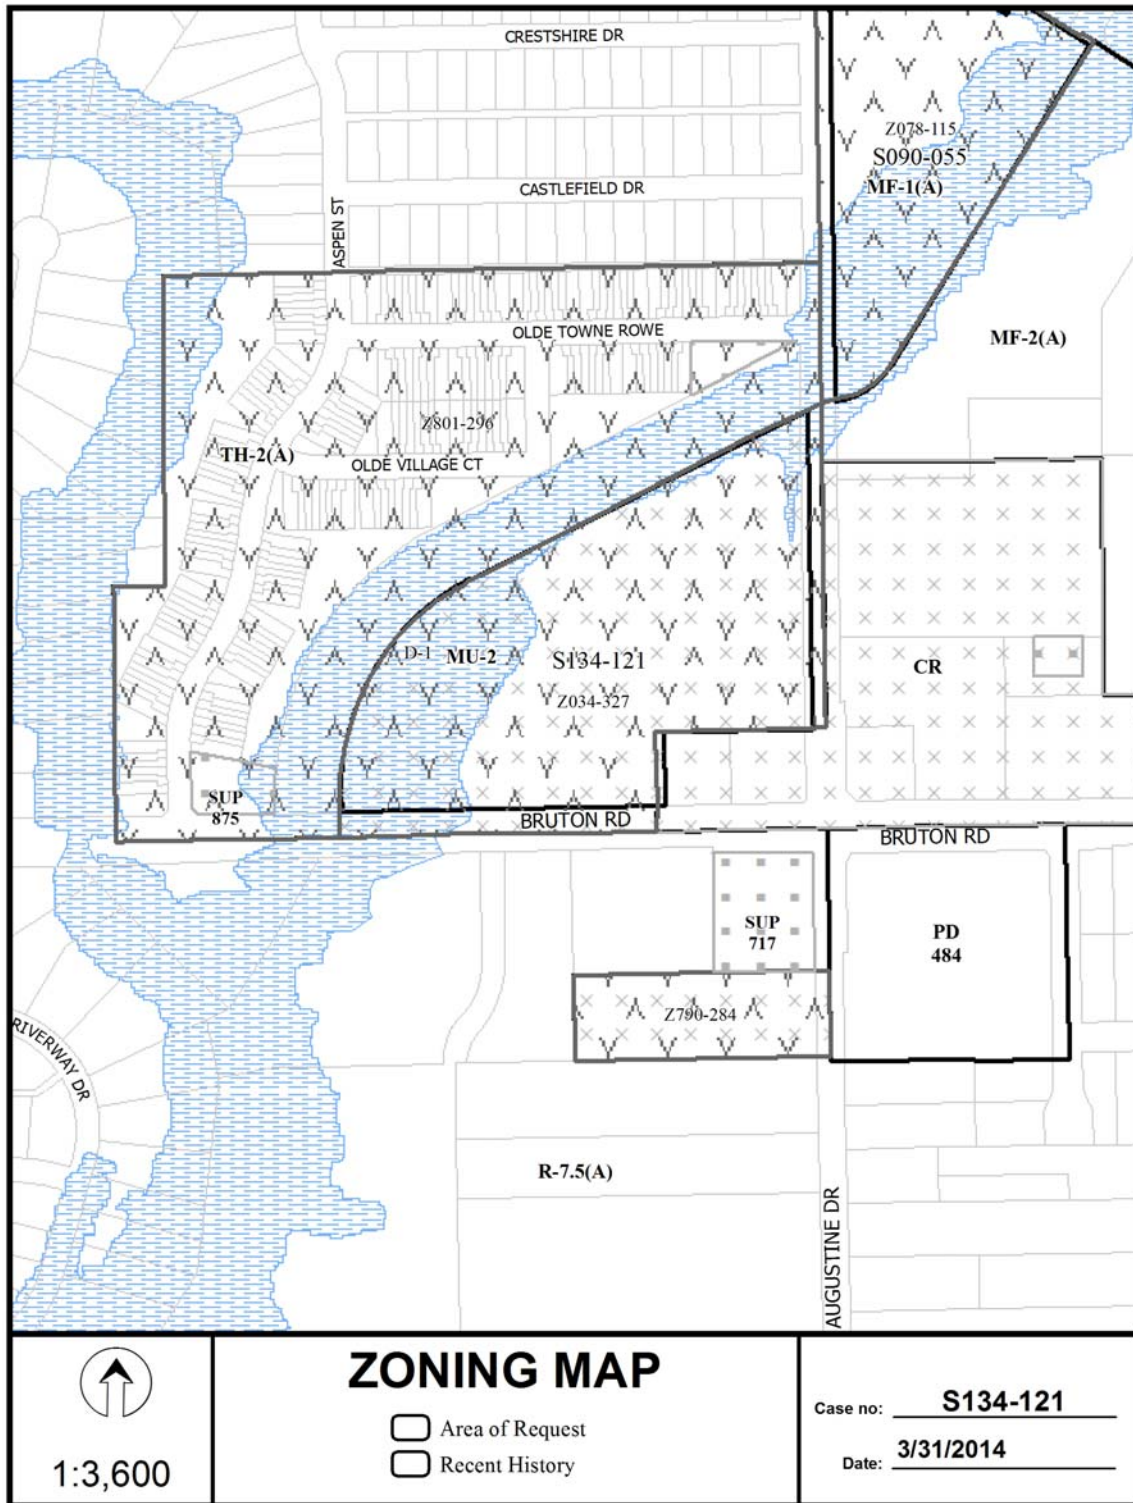 CRESTSHIRE DR
Z078-115
S090-055
MF-1(A)
CASTLEFIELD DR
ASPEN ST
OLDE TOWNE ROWE
MF-2(A)
Z801-296
TH-2(A)
OLDE VILLAGE CT
D-1
MU-2
S134-121
CR
Z034-327
SUP
875
BRUTON RD
BRUTON RD
SUP
717
PD
484
Z790-284
RIVERWAY DR
R-7.5(A)
AUGUSTINE DR
1:3,600
ZONING MAP
Area of Request
Recent History
Case no: S134-121
Date: 3/31/2014